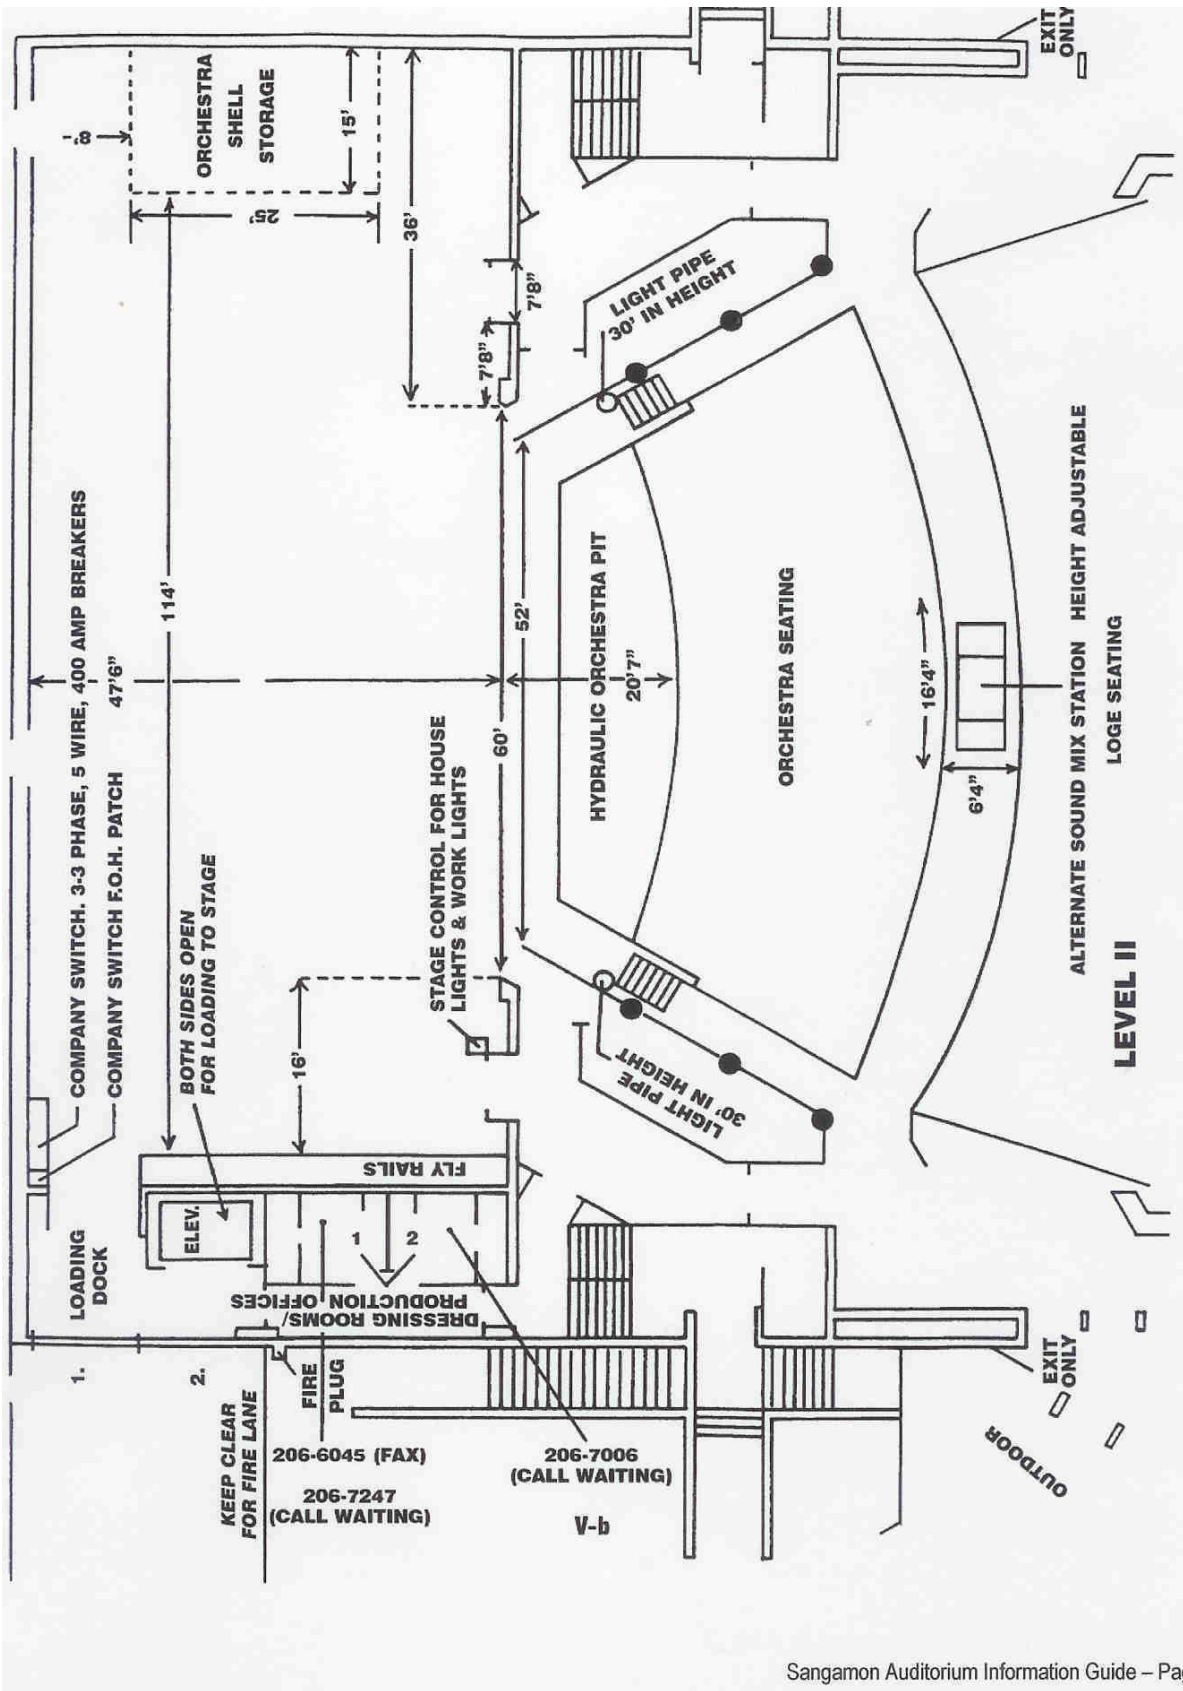 EXIT
ONLY
ORCHESTRA
SHELL
STORAGE
8'
15'
25'
36'
7'8"
7'8"
LIGHT PIPE
30' IN HEIGHT
114'
COMPANY SWITCH. 3-3 PHASE, 5 WIRE, 400 AMP BREAKERS
47'6"
COMPANY SWITCH F.O.H. PATCH
BOTH SIDES OPEN
FOR LOADING TO STAGE
STAGE CONTROL FOR HOUSE
LIGHTS & WORK LIGHTS
60'
52'
HYDRAULIC ORCHESTRA PIT
20'7"
ORCHESTRA SEATING
16'4"
6'4"
ALTERNATE SOUND MIX STATION HEIGHT ADJUSTABLE
LOGE SEATING
LEVEL II
16'
LIGHT PIPE
30' IN HEIGHT
FLY RAILS
ELEV.
1
2
LOADING
DOCK
DRESSING ROOMS/
PRODUCTION OFFICES
1.
2.
FIRE
PLUG
KEEP CLEAR
FOR FIRE LANE
206-6045 (FAX)
206-7247
(CALL WAITING)
206-7006
(CALL WAITING)
V-b
EXIT
ONLY
OUTDOOR
Sangamon Auditorium Information Guide – Pa